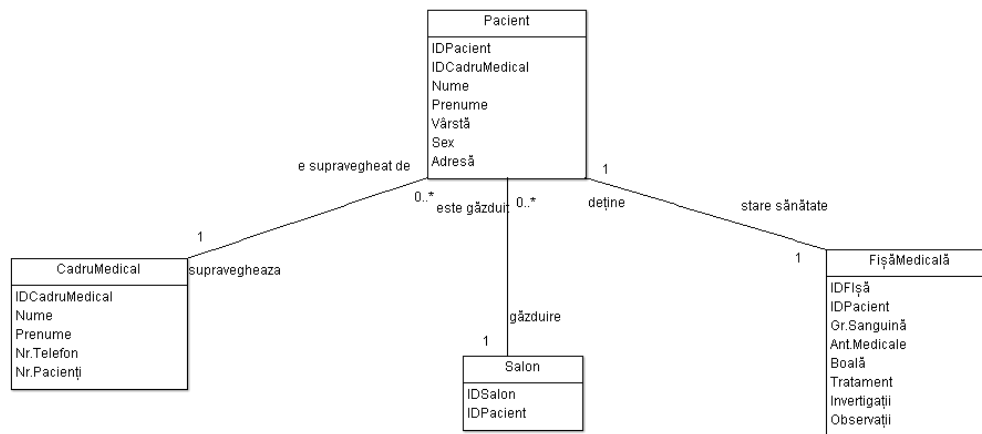 Pacient
IDPacient
IDCadruMedical
Nume
Prenume
Vârstă
Sex
Adresă
e supravegheat de
0..*
este găzduit
0..*
1
deține
stare sănătate
1
1
supravegheaza
CadruMedical
IDCadruMedical
Nume
Prenume
Nr.Telefon
Nr.Pacienți
găzduire
1
Salon
IDSalon
IDPacient
FișăMedicală
IDFIșă
IDPacient
Gr.Sanguină
Ant.Medicale
Boală
Tratament
Invertigații
Observații